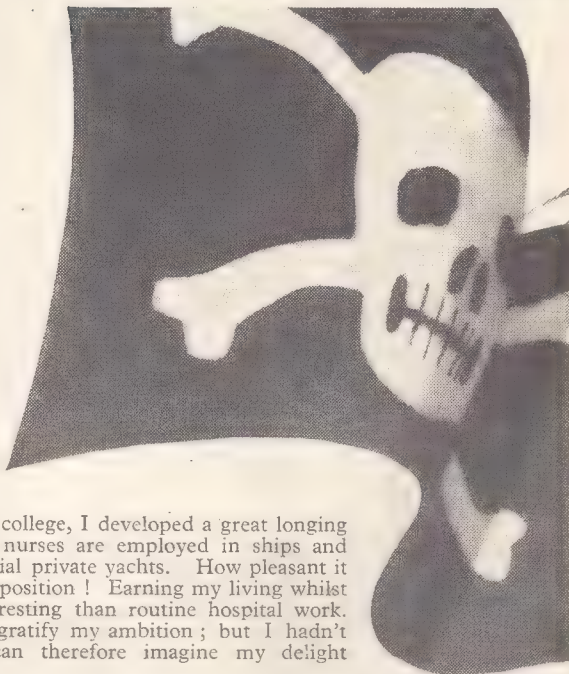 college, I developed a great longing
nurses are employed in ships and
ial private yachts. How pleasant it
position ! Earning my living whilst
resting than routine hospital work.
gratify my ambition ; but I hadn't
an therefore imagine my delight